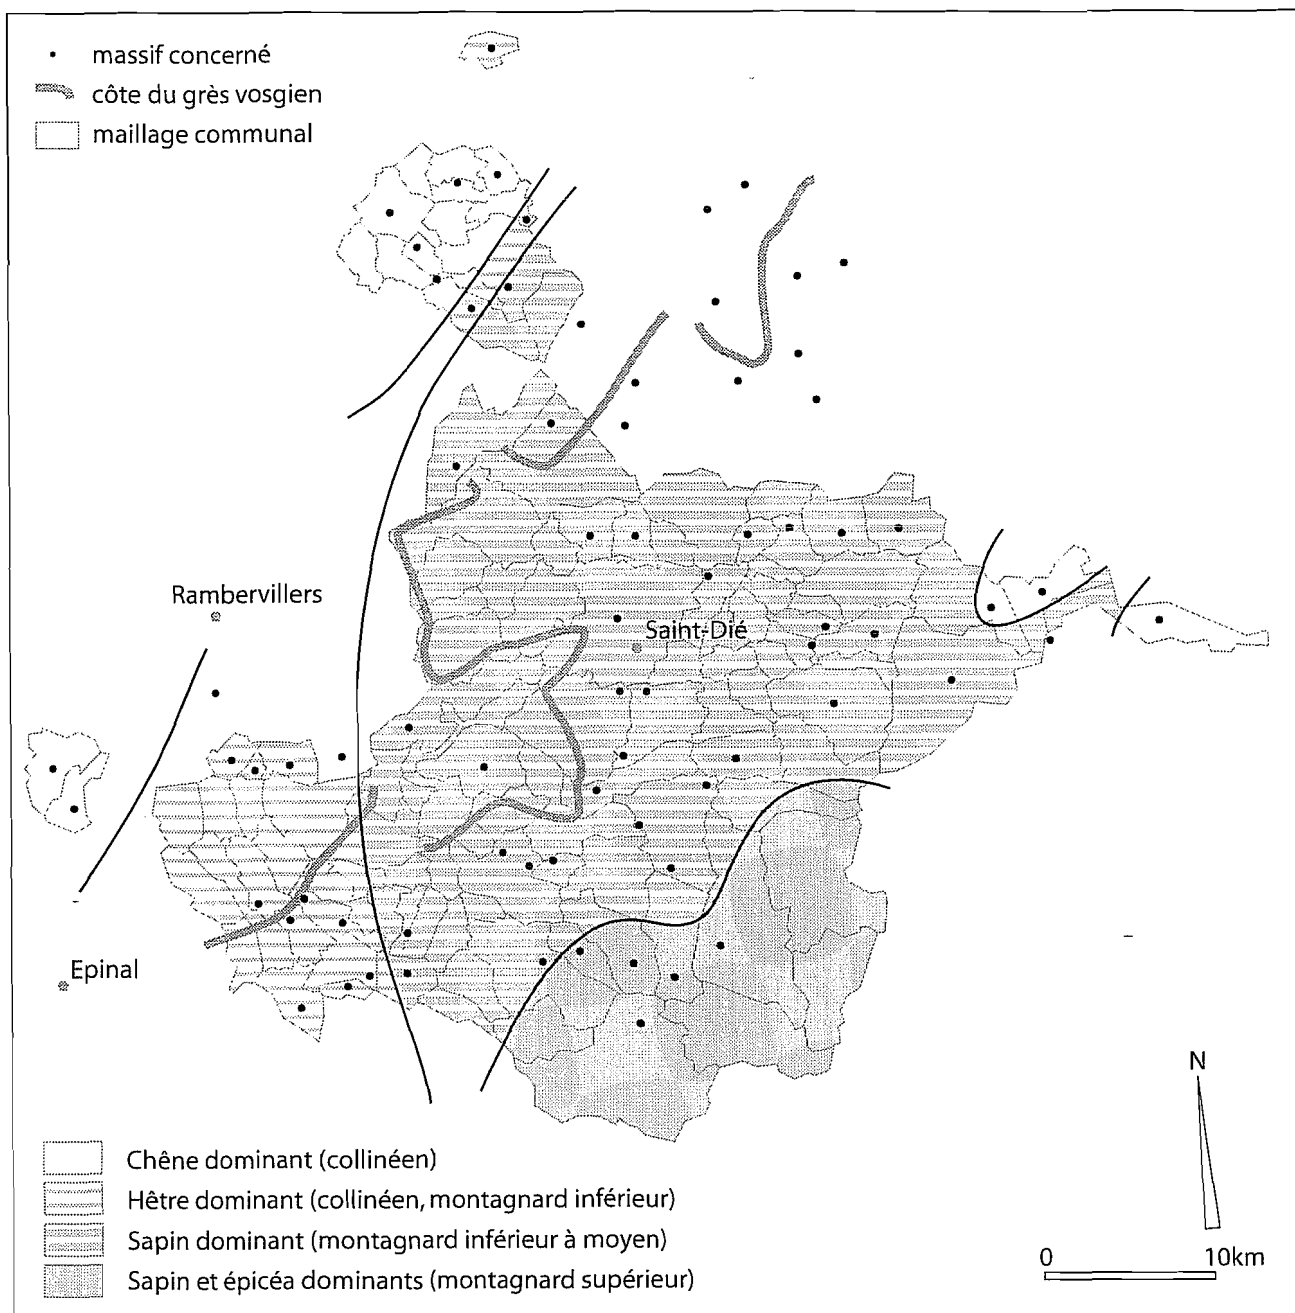 massif concerné
côte du grès vosgien
maillage communal
Rambervillers
Saint-Dié
Epinal
N
Chêne dominant (collinéen)
Hêtre dominant (collinéen, montagnard inférieur)
Sapin dominant (montagnard inférieur à moyen)
Sapin et épicéa dominants (montagnard supérieur)
0 10km